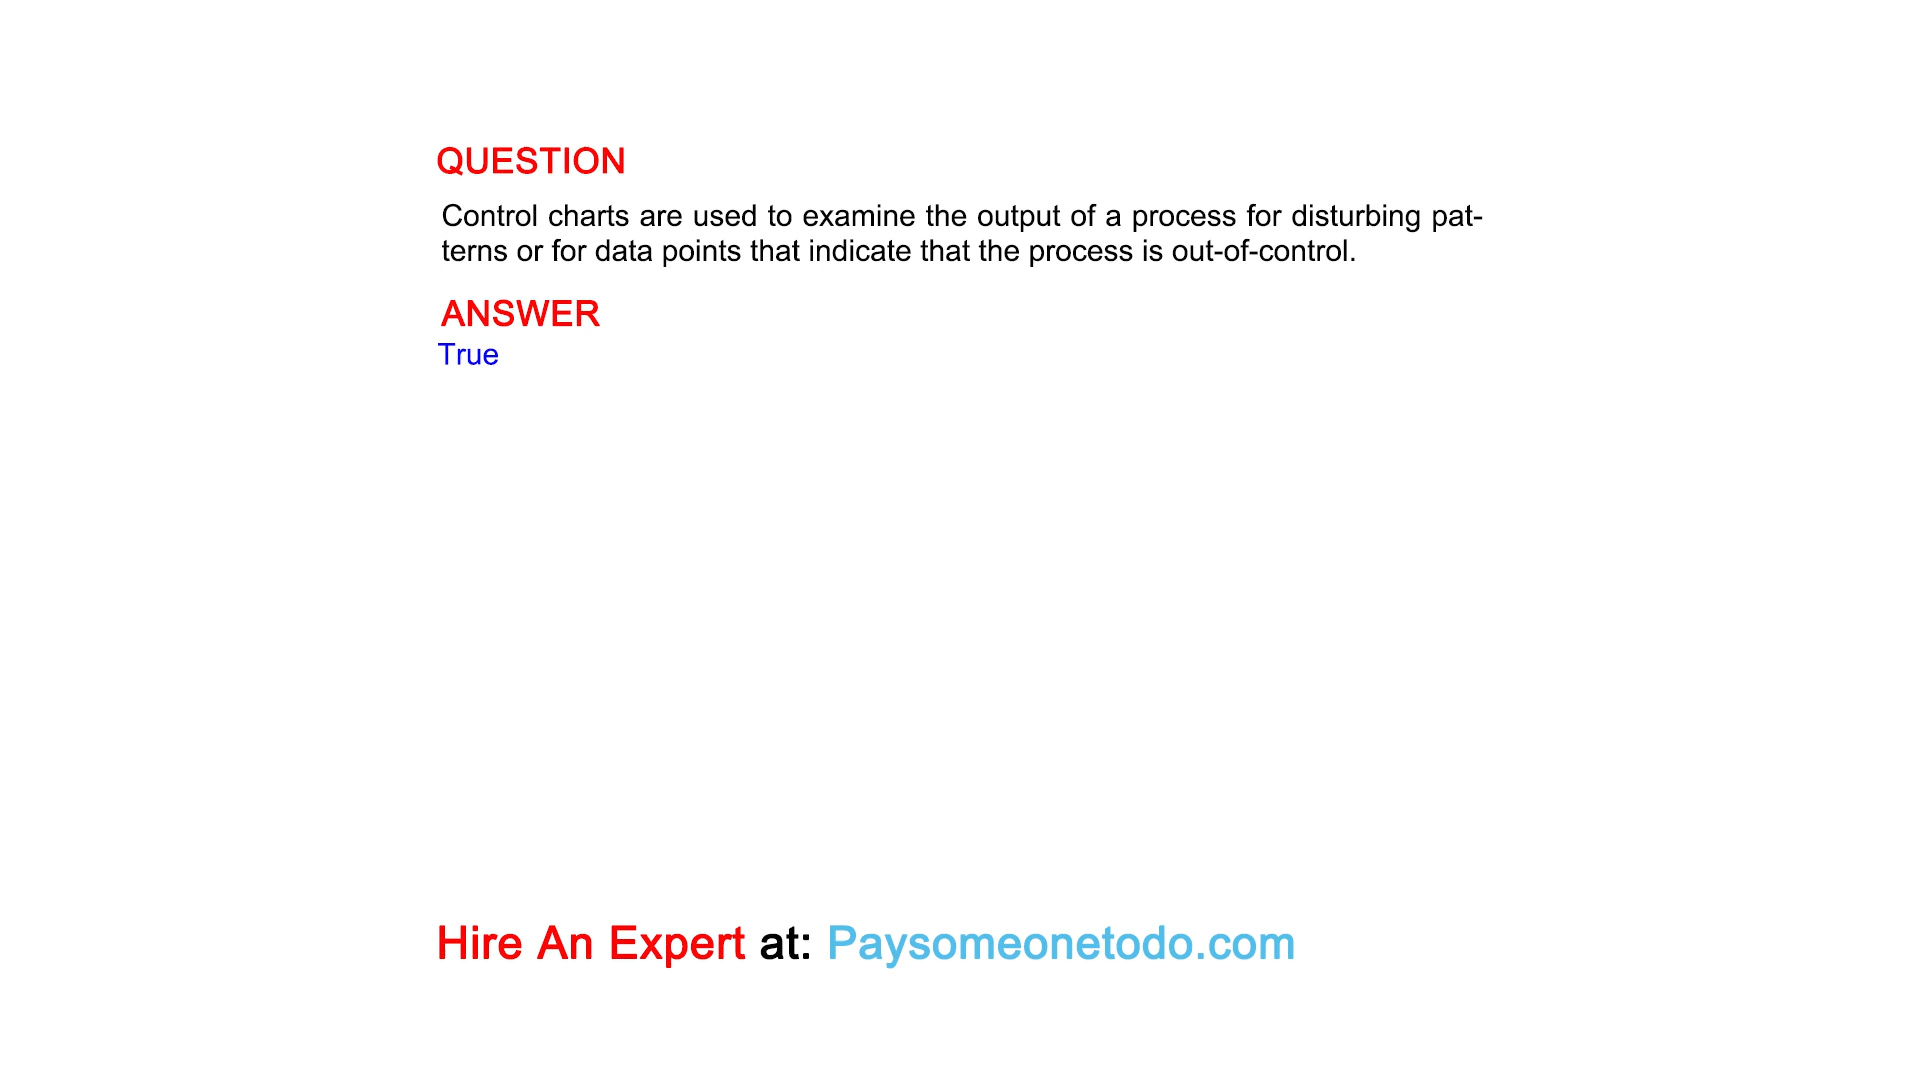 QUESTION
Control charts are used to examine the output of a process for disturbing pat-
terns or for data points that indicate that the process is out-of-control.
ANSWER
True
Hire An Expert at: Paysomeonetodo.com